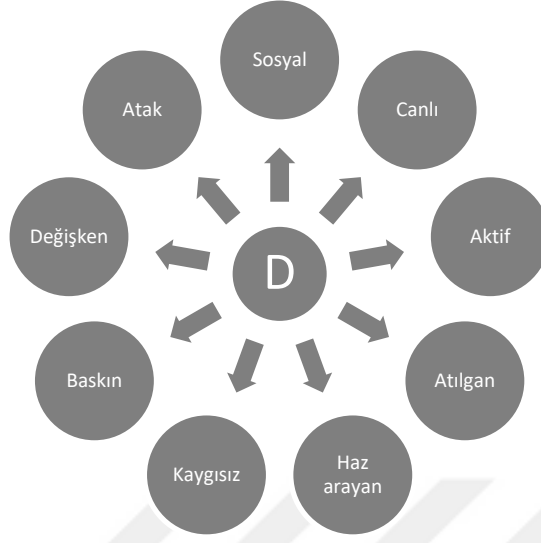 Sosyal
Canlı
Aktif
Atılgan
Haz
arayan
Kaygısız
Baskın
Değişken
Atak
D